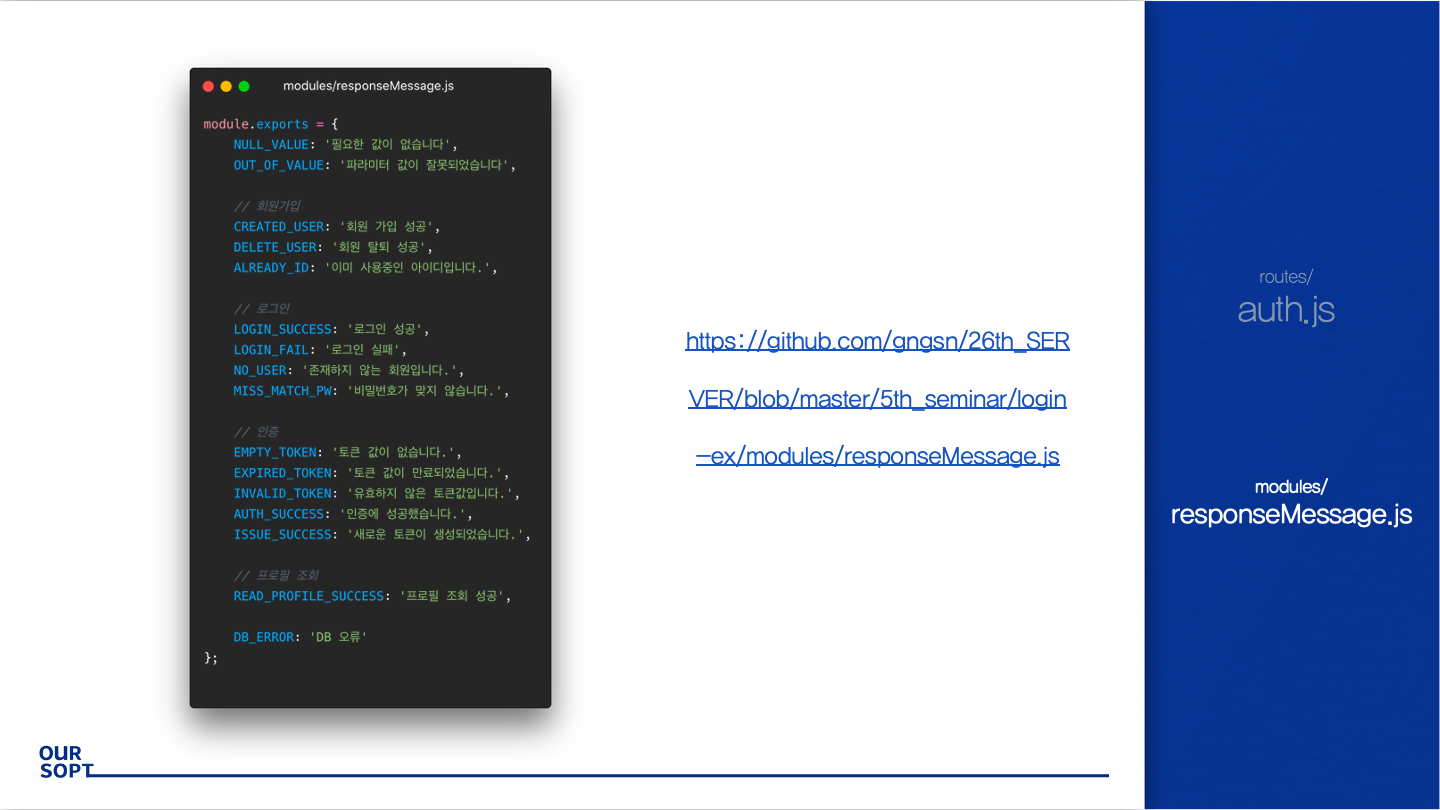 modules/responseMessage.js
module.exports = {
NULL_VALUE: '필요한 값이 없습니다',
OUT_OF_VALUE: '파라미터 값이 잘못되었습니다',
// 회원가입
CREATED_USER: '회원 가입 성공',
DELETE_USER: '회원 탈퇴 성공',
ALREADY_ID: '이미 사용중인 아이디입니다.',
// 로그인
LOGIN_SUCCESS: '로그인 성공',
LOGIN_FAIL: '로그인 실패',
NO_USER: '존재하지 않는 회원입니다.',
MISS_MATCH_PW: '비밀번호가 맞지 않습니다.',
// 인증
EMPTY_TOKEN: '토큰 값이 없습니다.',
EXPIRED_TOKEN: '토큰 값이 만료되었습니다.',
INVALID_TOKEN: '유효하지 않은 토큰값입니다.',
AUTH_SUCCESS: '인증에 성공했습니다.',
ISSUE_SUCCESS: '새로운 토큰이 생성되었습니다.',
// 프로필 조회
READ_PROFILE_SUCCESS: '프로필 조회 성공',
DB_ERROR: 'DB 오류'
};
https://github.com/gngsn/26th_SER
VER/blob/master/5th_seminar/login
-ex/modules/responseMessage.js
routes/
auth.js
modules/
responseMessage.js
OUR
SOPT